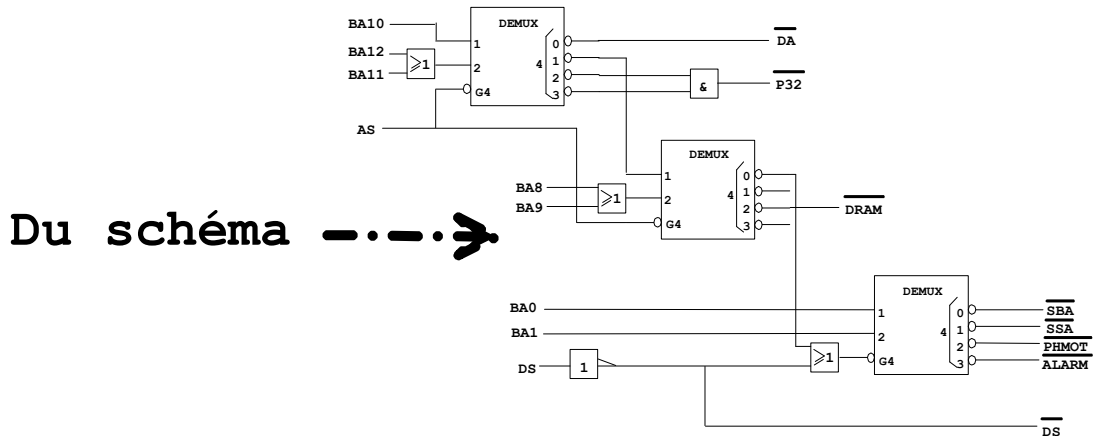 BA10
DEMUX
BA12
BA11
≥1
1
2
G4
4
0
1
2
3
DA
&
P32
AS
DEMUX
BA8
BA9
≥1
1
2
G4
4
0
1
2
3
DRAM
Du schéma
DEMUX
BA0
BA1
1
2
G4
4
0
1
2
3
SBA
SSA
PHMOT
ALARM
DS
1
≥1
DS